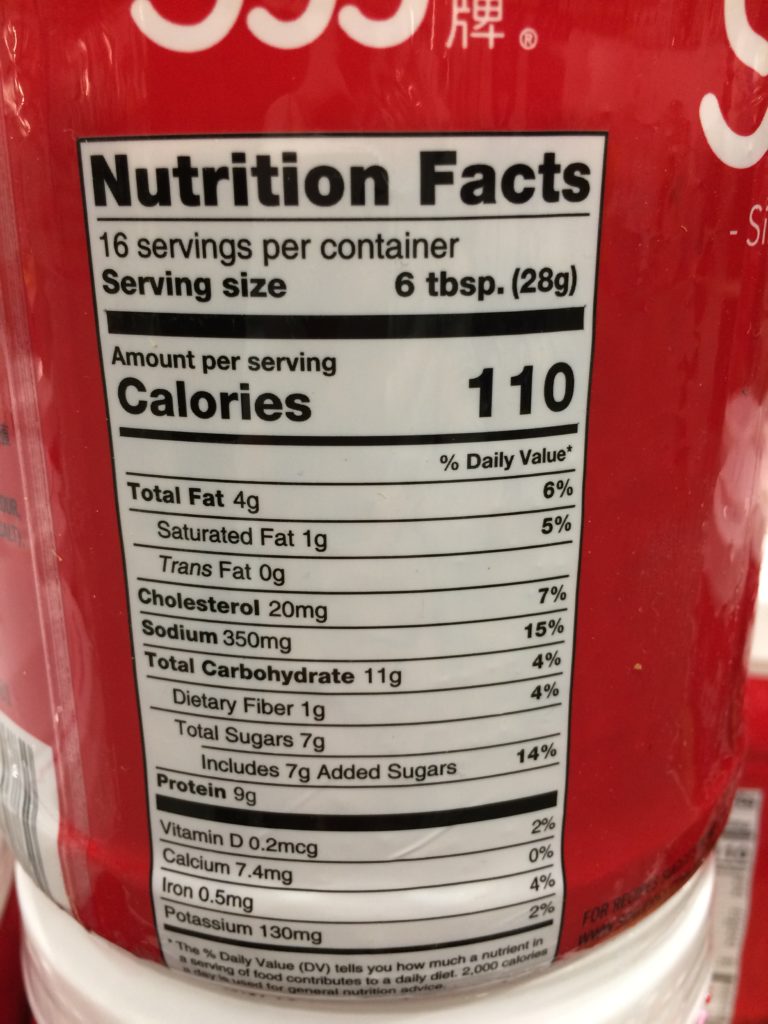 牌®
- Si
Nutrition Facts
16 servings per container
Serving size 6 tbsp. (28g)
Amount per serving
Calories 110
% Daily Value*
Total Fat 4g 6%
Saturated Fat 1g 5%
Trans Fat 0g
Cholesterol 20mg 7%
Sodium 350mg 15%
Total Carbohydrate 11g 4%
Dietary Fiber 1g 4%
Total Sugars 7g
Includes 7g Added Sugars 14%
Protein 9g
Vitamin D 0.2mcg 2%
Calcium 7.4mg 0%
Iron 0.5mg 4%
Potassium 130mg 2%
* The % Daily Value (DV) tells you how much a nutrient in
a serving of food contributes to a daily diet. 2,000 calories
a day is used for general nutrition advice.
FOR